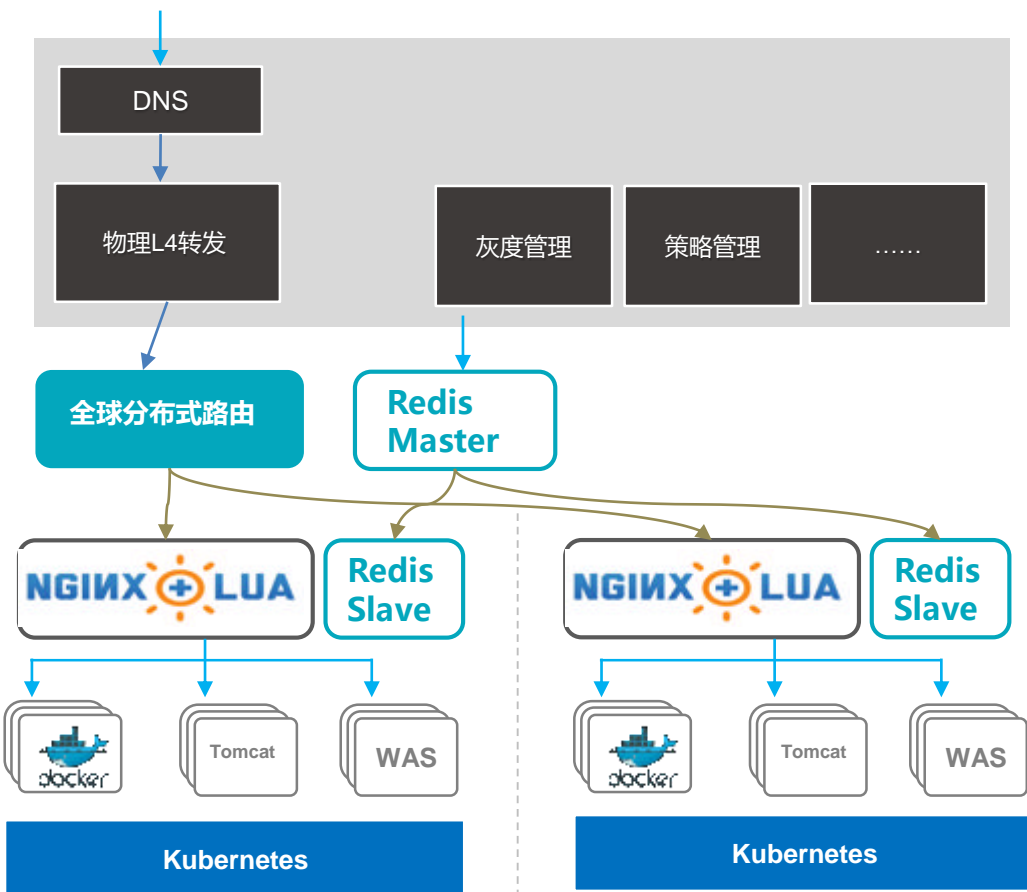 DNS
物理L4转发
灰度管理
策略管理
……
全球分布式路由
Redis
Master
NGINX + LUA
Redis
Slave
NGINX + LUA
Redis
Slave
docker
Tomcat
WAS
docker
Tomcat
WAS
Kubernetes
Kubernetes